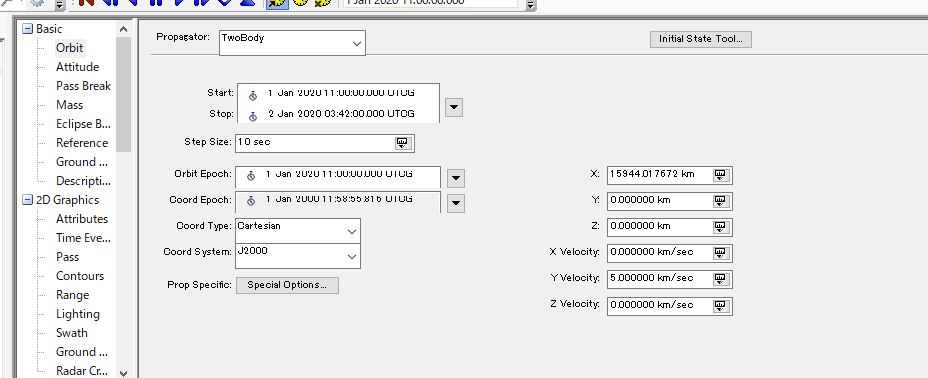 1 Jan 2020 11:00:00.000
Basic
Orbit
Attitude
Pass Break
Mass
Eclipse B...
Reference
Ground ...
Descripti...
2D Graphics
Attributes
Time Eve...
Pass
Contours
Range
Lighting
Swath
Ground ...
Radar Cr...
Propagator: TwoBody
Initial State Tool...
Start: 1 Jan 2020 11:00:00.000 UTCG
Stop: 2 Jan 2020 03:42:00.000 UTCG
Step Size: 10 sec
Orbit Epoch: 1 Jan 2020 11:00:00.000 UTCG
Coord Epoch: 1 Jan 2000 11:58:55.816 UTCG
Coord Type: Cartesian
Coord System: J2000
Prop Specific: Special Options...
X: 15944.017672 km
Y: 0.000000 km
Z: 0.000000 km
X Velocity: 0.000000 km/sec
Y Velocity: 5.000000 km/sec
Z Velocity: 0.000000 km/sec